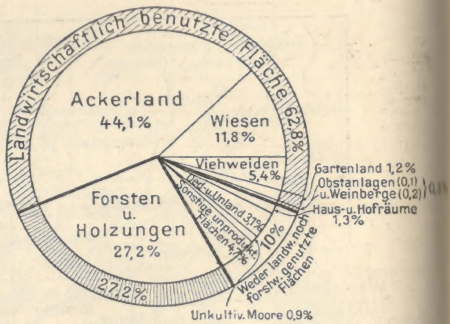 Landwirtschaftlich benutzte Fläche 62,8%
Ackerland
44,1%
Wiesen
11,8%
Viehweiden
5,4%
Gartenland 1,2%
Obstanlagen (0,1)
u. Weinberge (0,2)
Haus- u. Hofräume
1,3%
Forsten
u.
Holzungen
27,2%
27,2%
Oed- u. Unland 3,1%
Sonstige unprodukt.
Flächen 4,7%
10%
Weder landw. noch
forstw. genutzte
Flächen
Unkultiv. Moore 0,9%